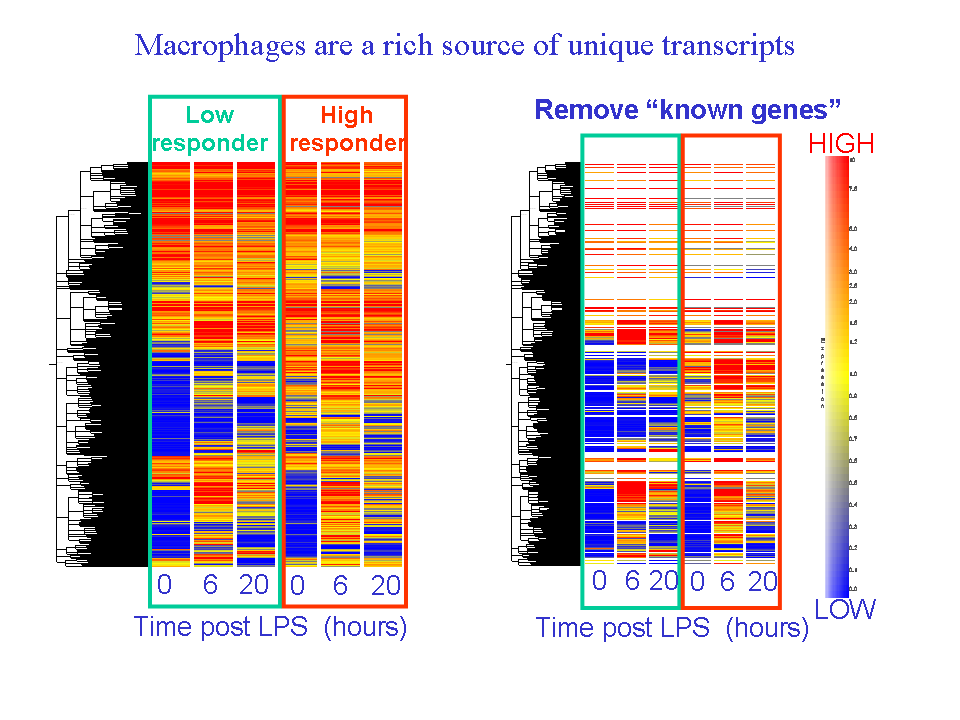 Macrophages are a rich source of unique transcripts
Low
responder
High
responder
0 6 20 0 6 20
Time post LPS (hours)
Remove “known genes”
HIGH
Expression
LOW
0 6 20 0 6 20
Time post LPS (hours)